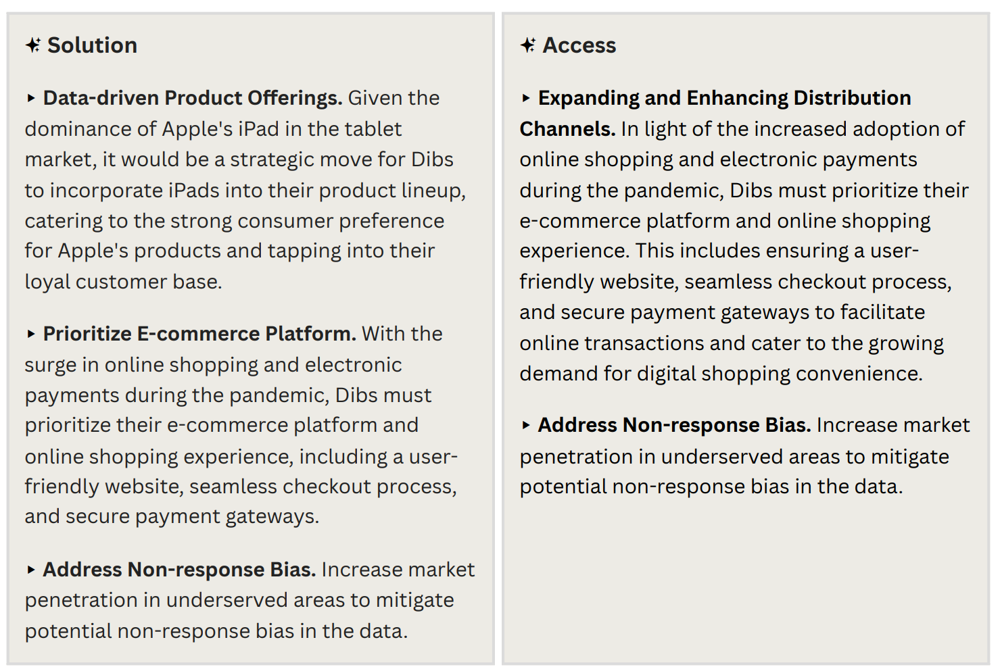 Solution
‣ Data-driven Product Offerings. Given the
dominance of Apple's iPad in the tablet
market, it would be a strategic move for Dibs
to incorporate iPads into their product lineup,
catering to the strong consumer preference
for Apple's products and tapping into their
loyal customer base.
‣ Prioritize E-commerce Platform. With the
surge in online shopping and electronic
payments during the pandemic, Dibs must
prioritize their e-commerce platform and
online shopping experience, including a user-
friendly website, seamless checkout process,
and secure payment gateways.
‣ Address Non-response Bias. Increase market
penetration in underserved areas to mitigate
potential non-response bias in the data.
Access
‣ Expanding and Enhancing Distribution
Channels. In light of the increased adoption of
online shopping and electronic payments
during the pandemic, Dibs must prioritize their
e-commerce platform and online shopping
experience. This includes ensuring a user-
friendly website, seamless checkout process,
and secure payment gateways to facilitate
online transactions and cater to the growing
demand for digital shopping convenience.
‣ Address Non-response Bias. Increase market
penetration in underserved areas to mitigate
potential non-response bias in the data.